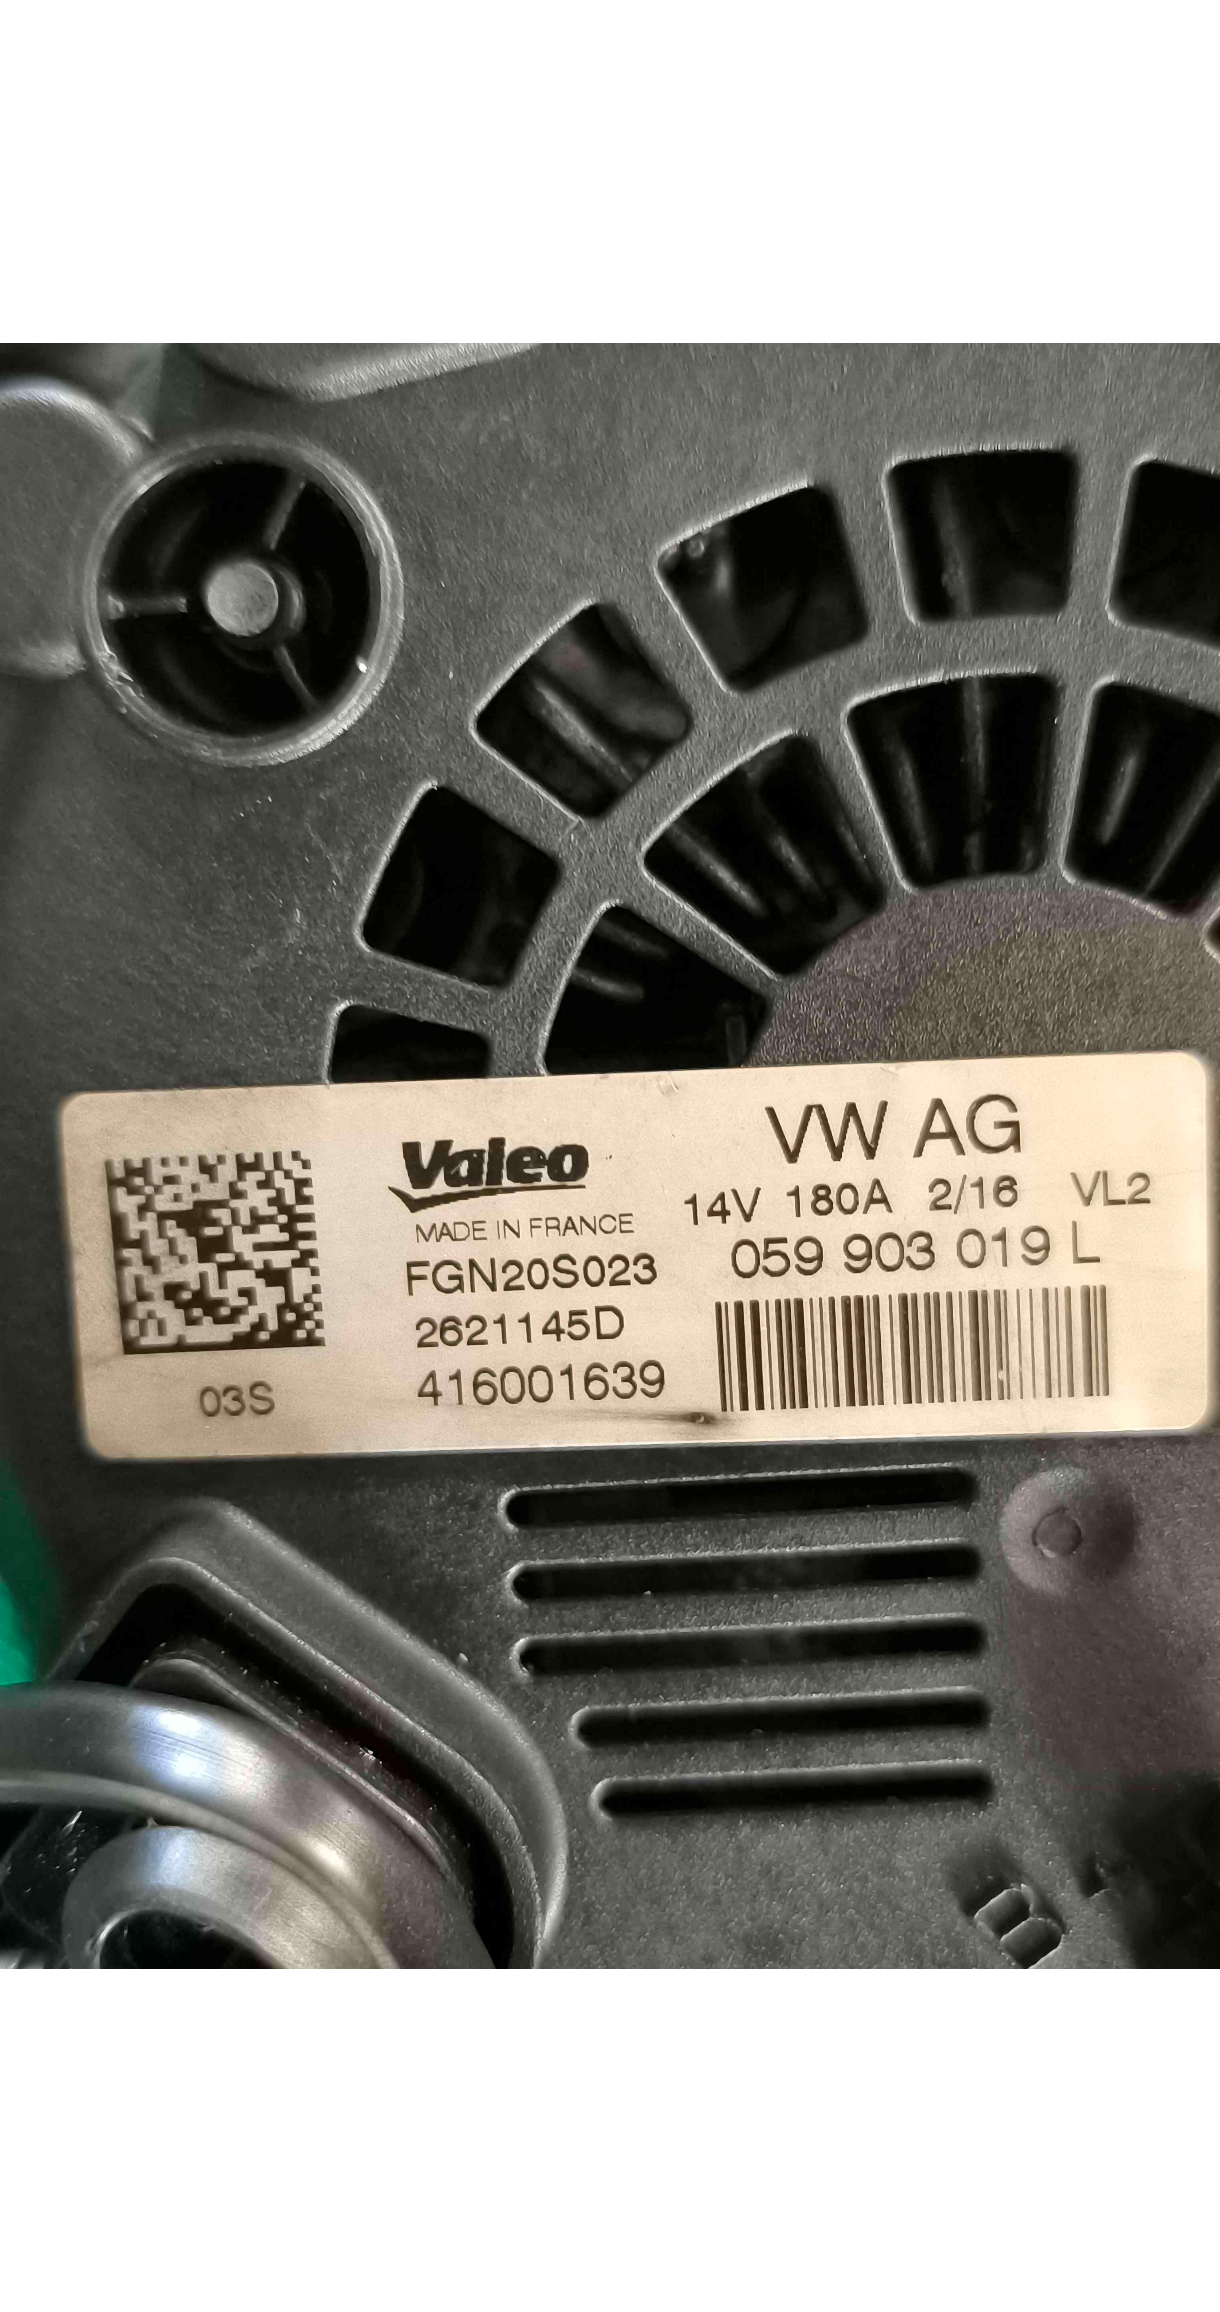 Valeo
MADE IN FRANCE
FGN20S023
2621145D
416001639
03S
VW AG
14V 180A 2/16 VL2
059 903 019 L
B